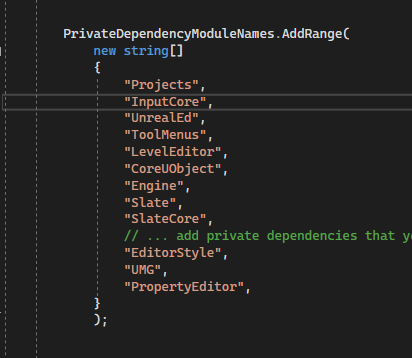 PrivateDependencyModuleNames.AddRange(
new string[]
{
"Projects",
"InputCore",
"UnrealEd",
"ToolMenus",
"LevelEditor",
"CoreUObject",
"Engine",
"Slate",
"SlateCore",
// ... add private dependencies that
"EditorStyle",
"UMG",
"PropertyEditor",
}
);